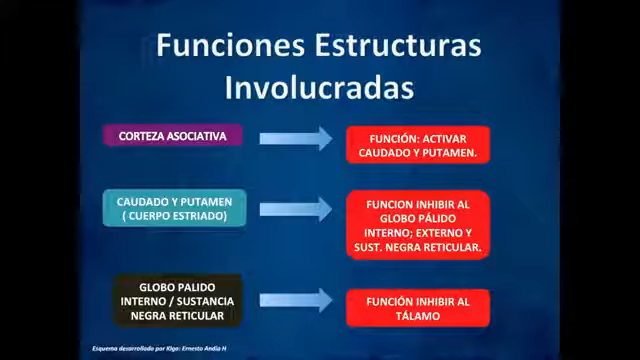 Funciones Estructuras
Involucradas
CORTEZA ASOCIATIVA
FUNCIÓN: ACTIVAR
CAUDADO Y PUTAMEN.
CAUDADO Y PUTAMEN
( CUERPO ESTRIADO)
FUNCION INHIBIR AL
GLOBO PÁLIDO
INTERNO; EXTERNO Y
SUST. NEGRA RETICULAR.
GLOBO PALIDO
INTERNO / SUSTANCIA
NEGRA RETICULAR
FUNCIÓN INHIBIR AL
TÁLAMO
Esquema desarrollado por Klgo: Ernesto Andia H